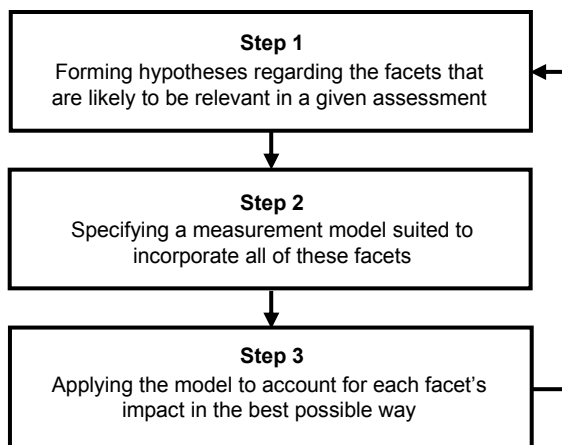 Step 1
Forming hypotheses regarding the facets that
are likely to be relevant in a given assessment
Step 2
Specifying a measurement model suited to
incorporate all of these facets
Step 3
Applying the model to account for each facet’s
impact in the best possible way